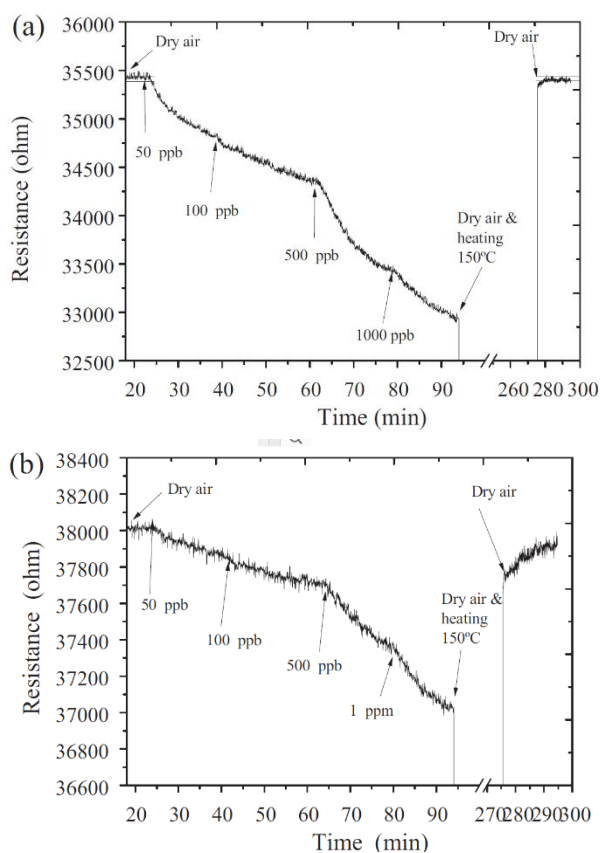 (a)
Dry air
Dry air
50 ppb
100 ppb
500 ppb
1000 ppb
Dry air &
heating
150ºC
Resistance (ohm)
36000
35500
35000
34500
34000
33500
33000
32500
20 30 40 50 60 70 80 90 260 280 300
Time (min)
(b)
Dry air
Dry air
50 ppb
100 ppb
500 ppb
1 ppm
Dry air &
heating
150ºC
Resistance (ohm)
38400
38200
38000
37800
37600
37400
37200
37000
36800
36600
20 30 40 50 60 70 80 90 270 280 290 300
Time (min)